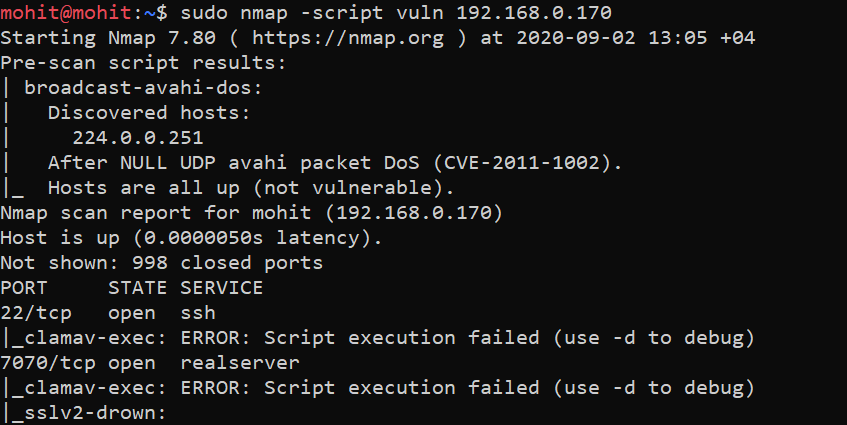 mohit@mohit:~$ sudo nmap -script vuln 192.168.0.170
Starting Nmap 7.80 ( https://nmap.org ) at 2020-09-02 13:05 +04
Pre-scan script results:
| broadcast-avahi-dos:
|   Discovered hosts:
|     224.0.0.251
|   After NULL UDP avahi packet DoS (CVE-2011-1002).
|_  Hosts are all up (not vulnerable).
Nmap scan report for mohit (192.168.0.170)
Host is up (0.0000050s latency).
Not shown: 998 closed ports
PORT     STATE SERVICE
22/tcp   open  ssh
|_clamav-exec: ERROR: Script execution failed (use -d to debug)
7070/tcp open  realserver
|_clamav-exec: ERROR: Script execution failed (use -d to debug)
|_sslv2-drown: